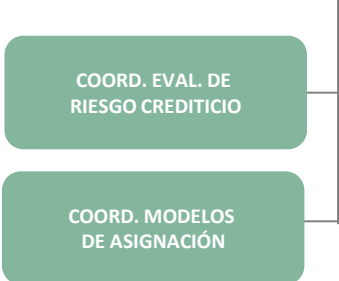 COORD. EVAL. DE
RIESGO CREDITICIO
COORD. MODELOS
DE ASIGNACIÓN